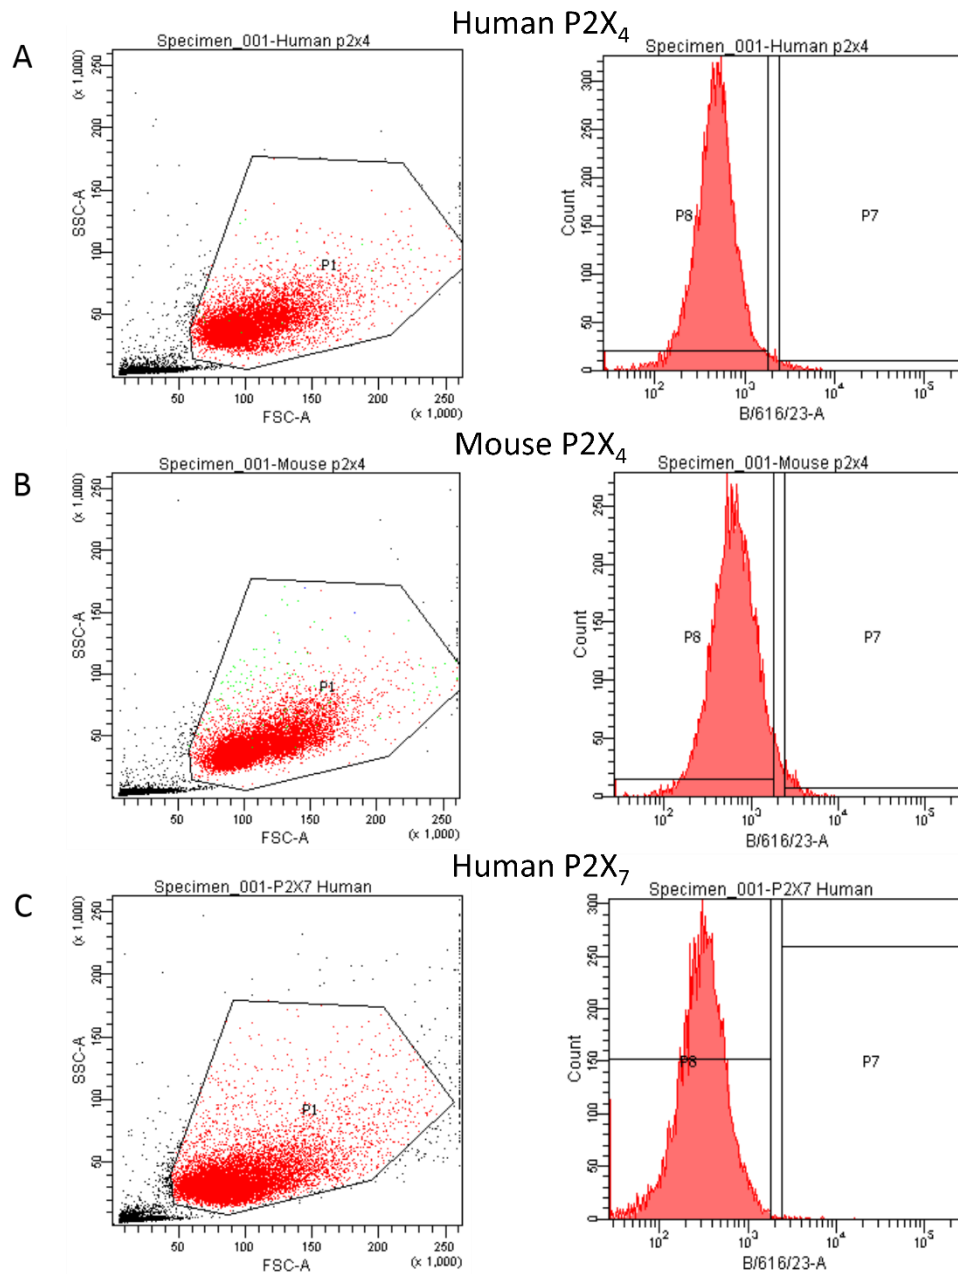 Human P2X4
A
Specimen_001-Human p2x4
(x 1,000)
250
200
150
100
50
SSC-A
P1
50 100 150 200 250
FSC-A
(x 1,000)
Specimen_001-Human p2x4
300
250
200
150
100
50
0
Count
P8
P7
10^2 10^3 10^4 10^5
B/616/23-A
Mouse P2X4
B
Specimen_001-Mouse p2x4
(x 1,000)
250
200
150
100
50
SSC-A
P1
50 100 150 200 250
FSC-A
(x 1,000)
Specimen_001-Mouse p2x4
250
200
150
100
50
0
Count
P8
P7
10^2 10^3 10^4 10^5
B/616/23-A
Human P2X7
C
Specimen_001-P2X7 Human
(x 1,000)
250
200
150
100
50
SSC-A
P1
50 100 150 200 250
FSC-A
(x 1,000)
Specimen_001-P2X7 Human
300
250
200
150
100
50
0
Count
P8
P7
10^2 10^3 10^4 10^5
B/616/23-A